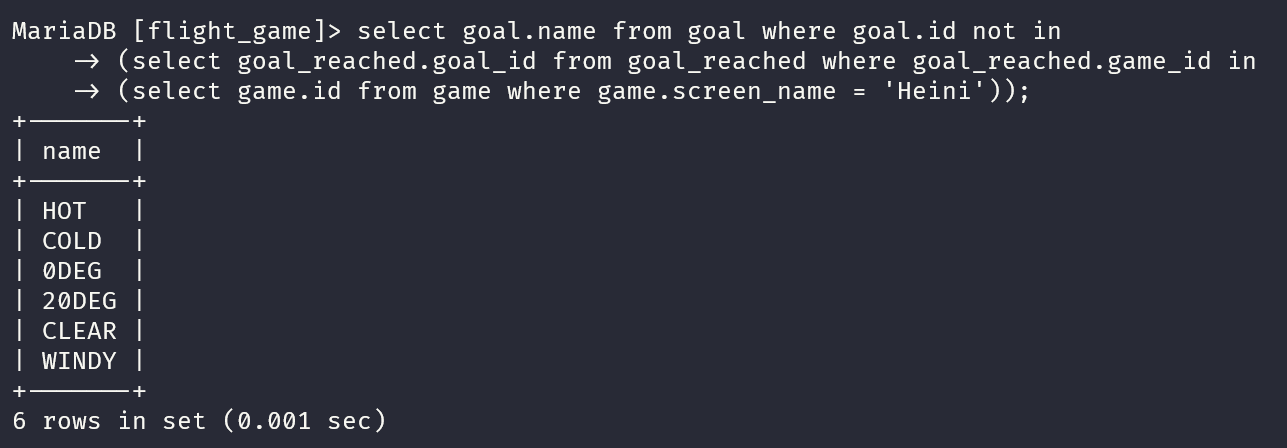 MariaDB [flight_game]> select goal.name from goal where goal.id not in
    -> (select goal_reached.goal_id from goal_reached where goal_reached.game_id in
    -> (select game.id from game where game.screen_name = 'Heini'));
+-------+
| name  |
+-------+
| HOT   |
| COLD  |
| 0DEG  |
| 20DEG |
| CLEAR |
| WINDY |
+-------+
6 rows in set (0.001 sec)